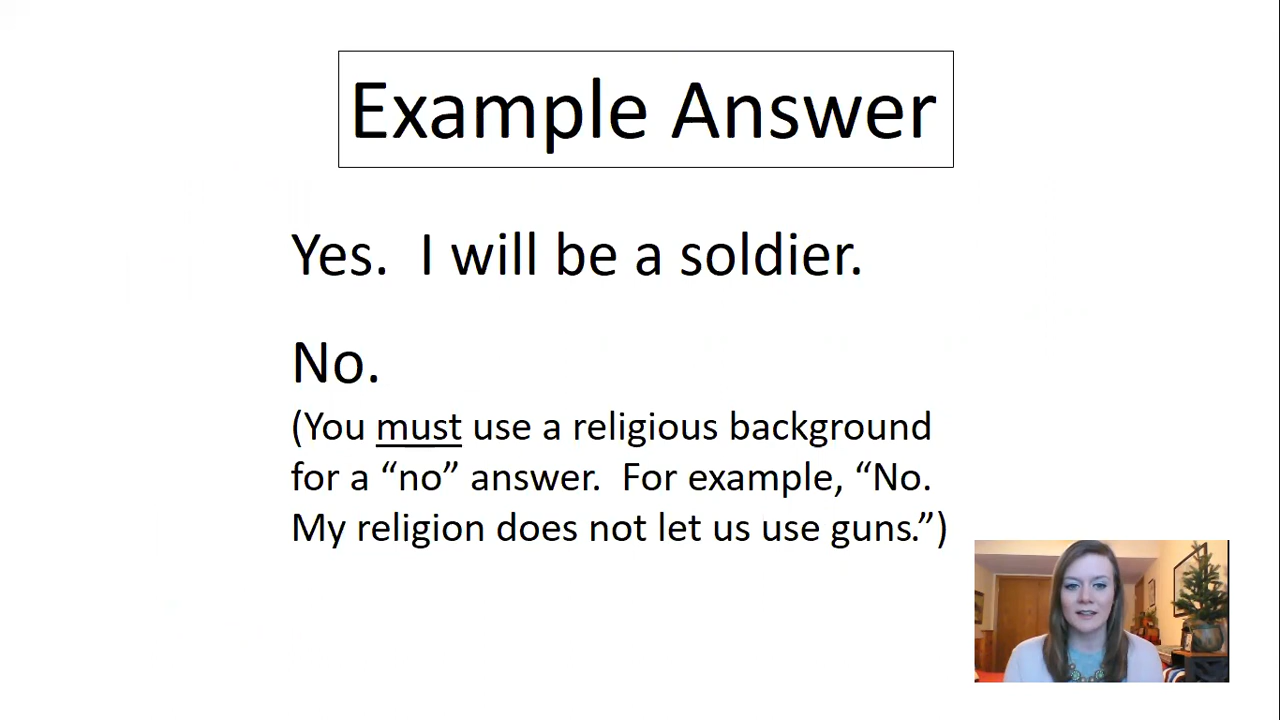 Example Answer
Yes. I will be a soldier.
No.
(You must use a religious background
for a “no” answer. For example, “No.
My religion does not let us use guns.”)